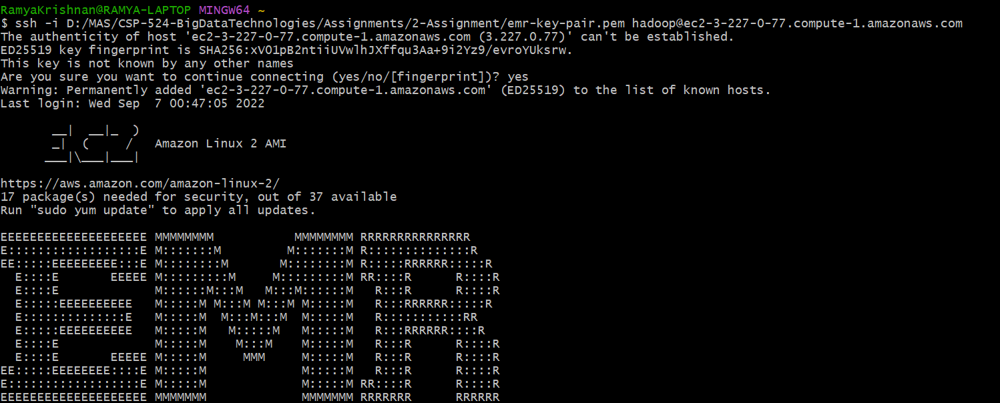 RamyaKrishnan@RAMYA-LAPTOP MINGW64 ~
$ ssh -i D:/MAS/CSP-524-BigDataTechnologies/Assignments/2-Assignment/emr-key-pair.pem hadoop@ec2-3-227-0-77.compute-1.amazonaws.com
The authenticity of host 'ec2-3-227-0-77.compute-1.amazonaws.com (3.227.0.77)' can't be established.
ED25519 key fingerprint is SHA256:xVO1pB2ntiiUVwlhJXffqu3Aa+9i2Yz9/evroYUksrw.
This key is not known by any other names
Are you sure you want to continue connecting (yes/no/[fingerprint])? yes
Warning: Permanently added 'ec2-3-227-0-77.compute-1.amazonaws.com' (ED25519) to the list of known hosts.
Last login: Wed Sep  7 00:47:05 2022

       __|  __|_  )
       _|  (     /   Amazon Linux 2 AMI
      ___|\___|___|

https://aws.amazon.com/amazon-linux-2/
17 package(s) needed for security, out of 37 available
Run "sudo yum update" to apply all updates.

EEEEEEEEEEEEEEEEEEEE MMMMMMMM           MMMMMMMM RRRRRRRRRRRRRRR
E::::::::::::::::::E M:::::::M         M:::::::M R::::::::::::::R
EE:::::EEEEEEEEE:::E M::::::::M       M::::::::M R:::::RRRRRR:::::R
  E::::E       EEEEE M:::::::::M     M:::::::::M RR::::R      R::::R
  E::::E             M::::::M:::M   M:::M::::::M   R:::R      R::::R
  E:::::EEEEEEEEEE   M:::::M M:::M M:::M M:::::M   R:::RRRRRR:::::R
  E::::::::::::::E   M:::::M  M:::M:::M  M:::::M   R:::::::::::RR
  E:::::EEEEEEEEEE   M:::::M   M:::::M   M:::::M   R:::RRRRRR::::R
  E::::E             M:::::M    M:::M    M:::::M   R:::R      R::::R
  E::::E       EEEEE M:::::M     MMM     M:::::M   R:::R      R::::R
EE:::::EEEEEEEE::::E M:::::M             M:::::M   R:::R      R::::R
E::::::::::::::::::E M:::::M             M:::::M RR::::R      R::::R
EEEEEEEEEEEEEEEEEEEE MMMMMMM             MMMMMMM RRRRRRR      RRRRRR